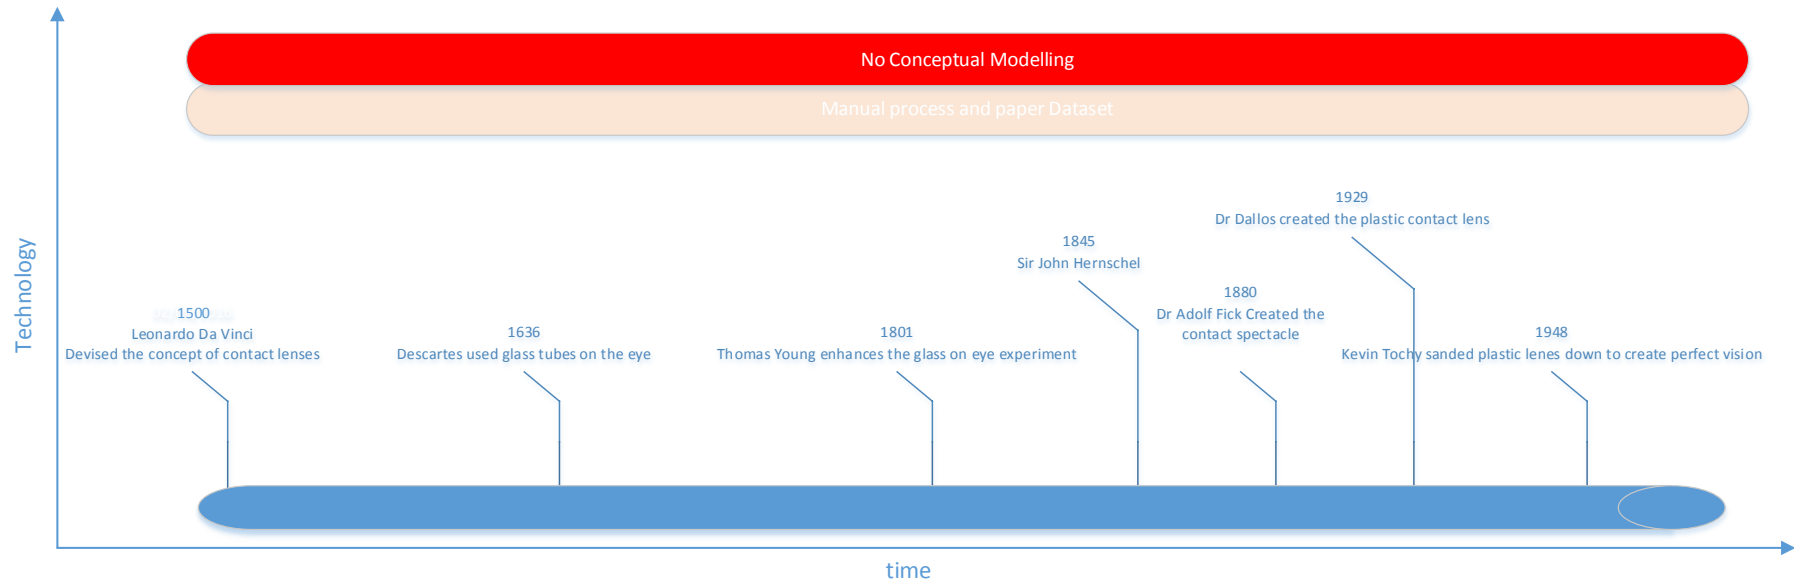 No Conceptual Modelling
Manual process and paper Dataset
1929
Dr Dallos created the plastic contact lens
1845
Sir John Hernschel
1880
Dr Adolf Fick Created the
contact spectacle
1500
Leonardo Da Vinci
Devised the concept of contact lenses
1636
Descartes used glass tubes on the eye
1801
Thomas Young enhances the glass on eye experiment
1948
Kevin Tochy sanded plastic lenes down to create perfect vision
Technology
time